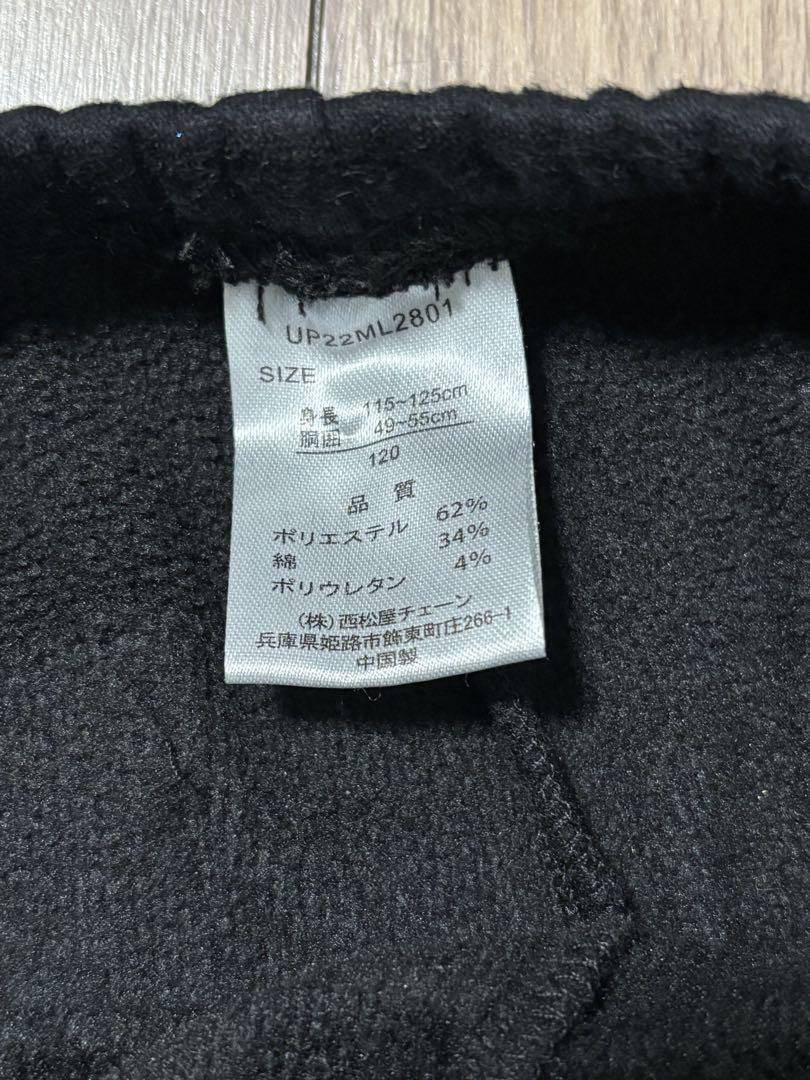 UP22ML2801
SIZE
身長 115~125cm
胴囲 49~55cm
120
品質
ポリエステル 62%
綿 34%
ポリウレタン 4%
(株)西松屋チェーン
兵庫県姫路市飾東町庄266-1
中国製